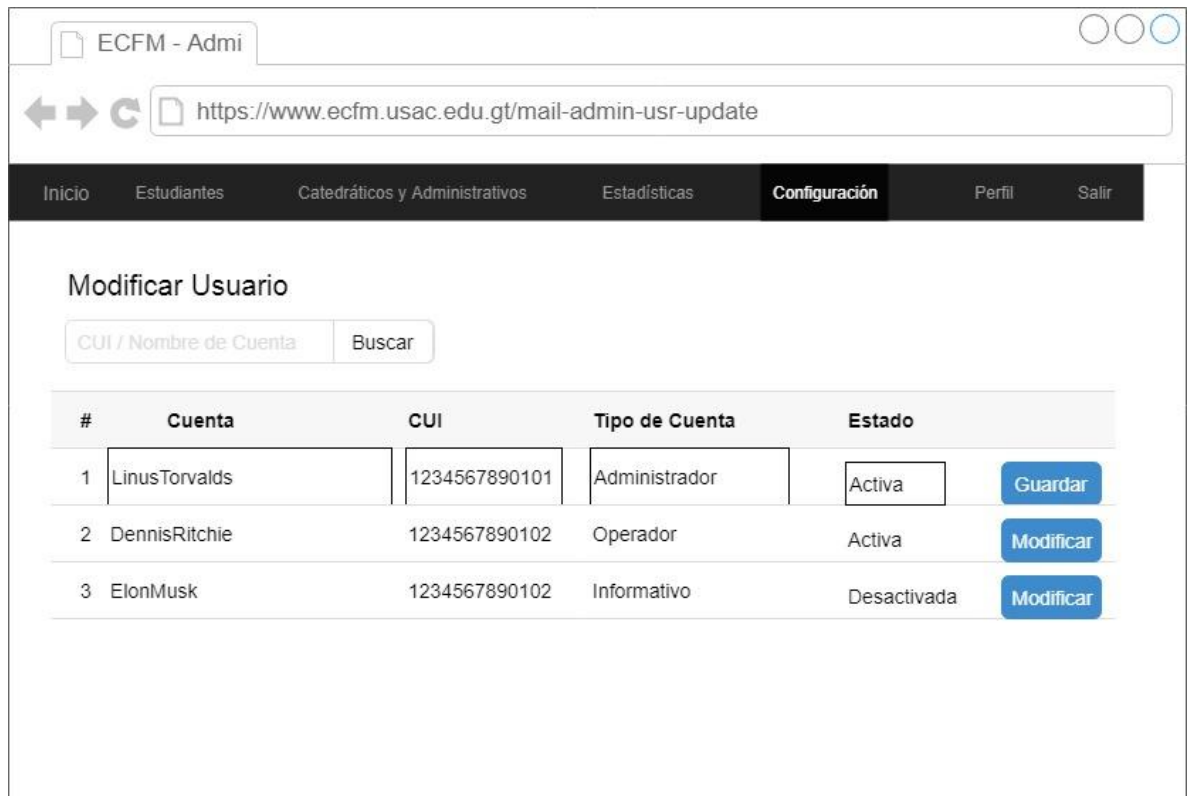 ECFM - Admi
https://www.ecfm.usac.edu.gt/mail-admin-usr-update
Inicio Estudiantes Catedráticos y Administrativos Estadísticas Configuración Perfil Salir
Modificar Usuario
CUI / Nombre de Cuenta Buscar
# Cuenta CUI Tipo de Cuenta Estado
1 LinusTorvalds 1234567890101 Administrador Activa Guardar
2 DennisRitchie 1234567890102 Operador Activa Modificar
3 ElonMusk 1234567890102 Informativo Desactivada Modificar